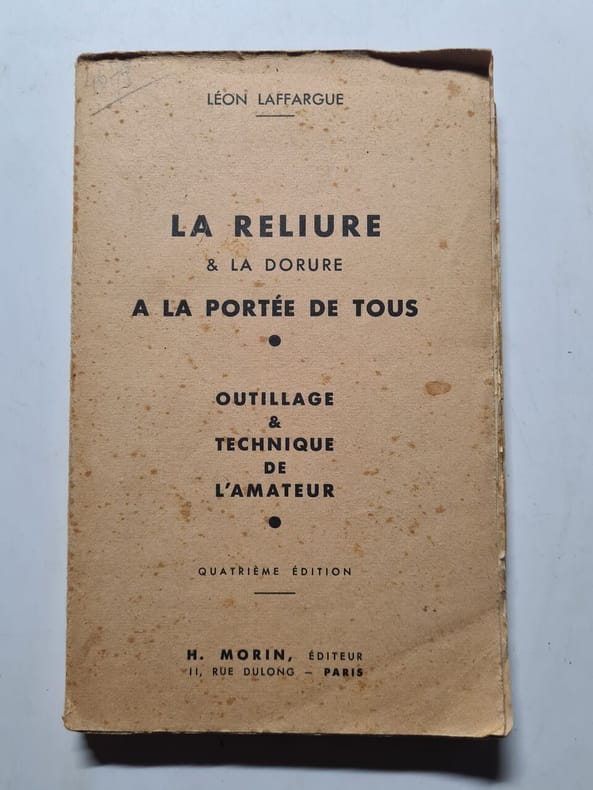 LÉON LAFFARGUE
LA RELIURE
& LA DORURE
A LA PORTÉE DE TOUS
OUTILLAGE
&
TECHNIQUE
DE
L'AMATEUR
QUATRIÈME ÉDITION
H. MORIN, ÉDITEUR
11, RUE DULONG – PARIS